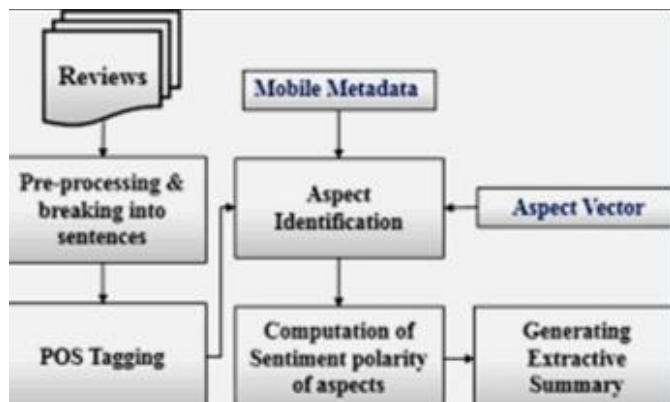 Reviews
Mobile Metadata
Pre-processing &
breaking into
sentences
Aspect
Identification
Aspect Vector
POS Tagging
Computation of
Sentiment polarity
of aspects
Generating
Extractive
Summary